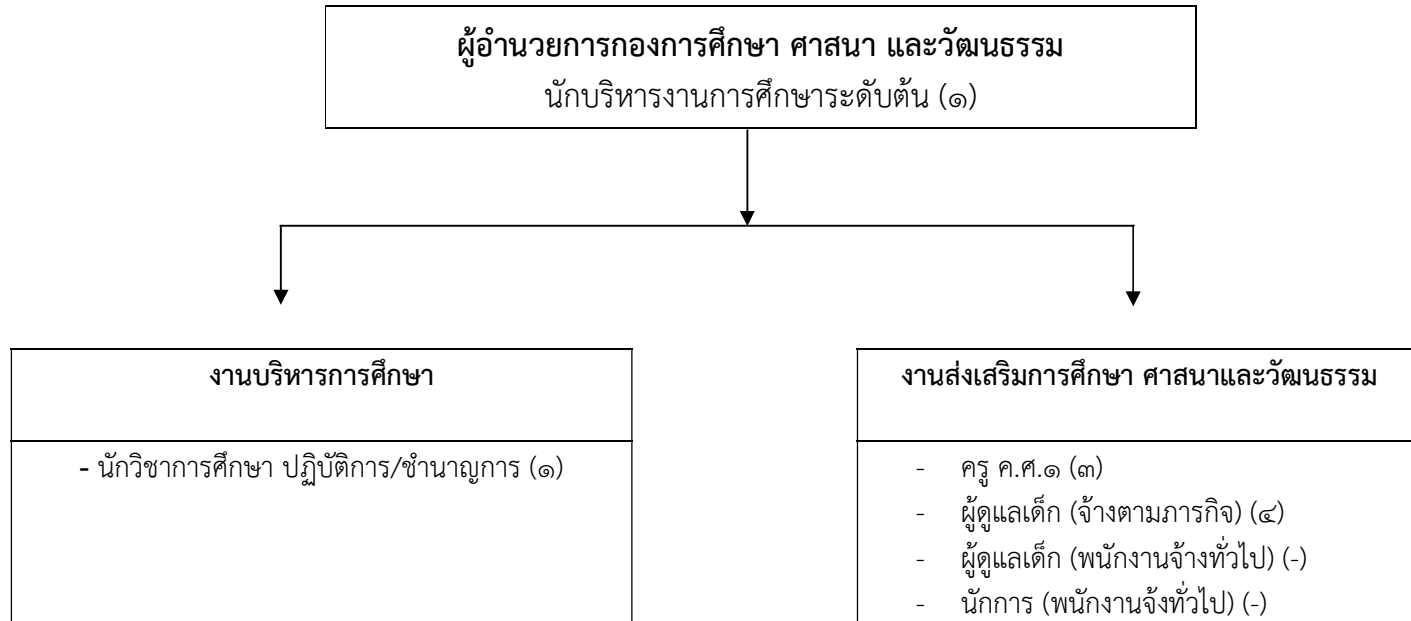 ผู้อำนวยการกองการศึกษา ศาสนา และวัฒนธรรม
นักบริหารงานการศึกษาระดับต้น (๑)
งานบริหารการศึกษา
- นักวิชาการศึกษา ปฏิบัติการ/ชำนาญการ (๑)
งานส่งเสริมการศึกษา ศาสนาและวัฒนธรรม
- ครู ค.ศ.๑ (๓)
- ผู้ดูแลเด็ก (จ้างตามภารกิจ) (๔)
- ผู้ดูแลเด็ก (พนักงานจ้างทั่วไป) (-)
- นักการ (พนักงานจ้งทั่วไป) (-)